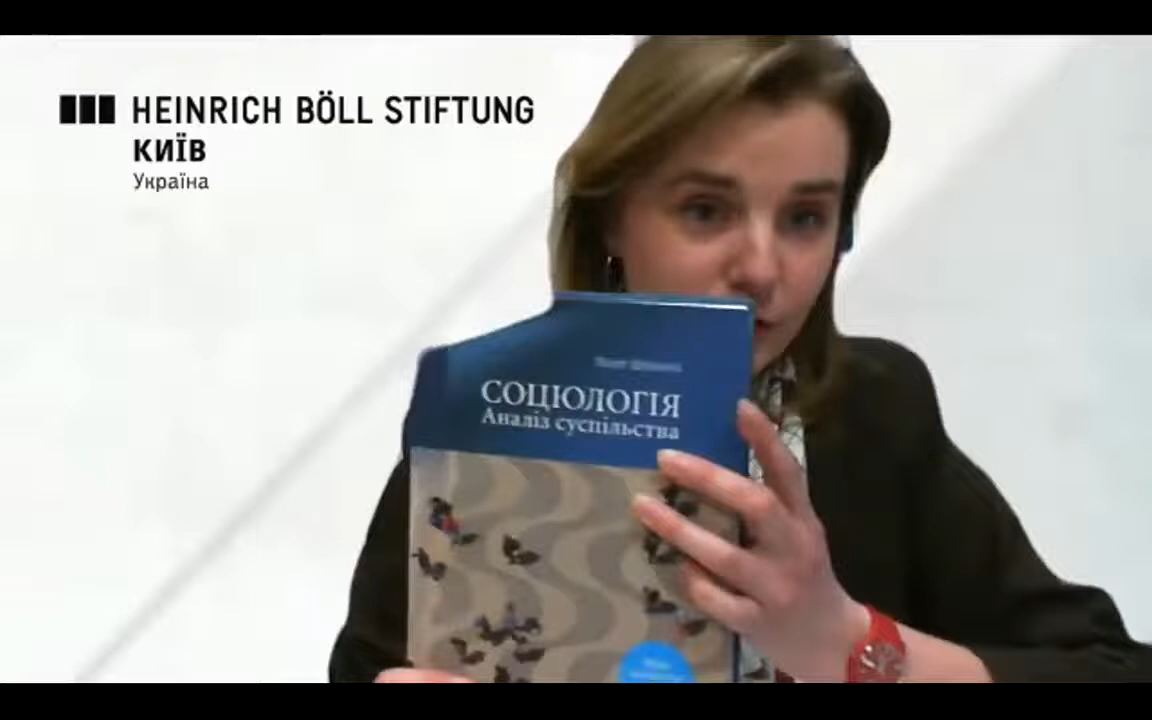 HEINRICH BÖLL STIFTUNG
КИЇВ
Україна
СОЦІОЛОГІЯ
Аналіз суспільства